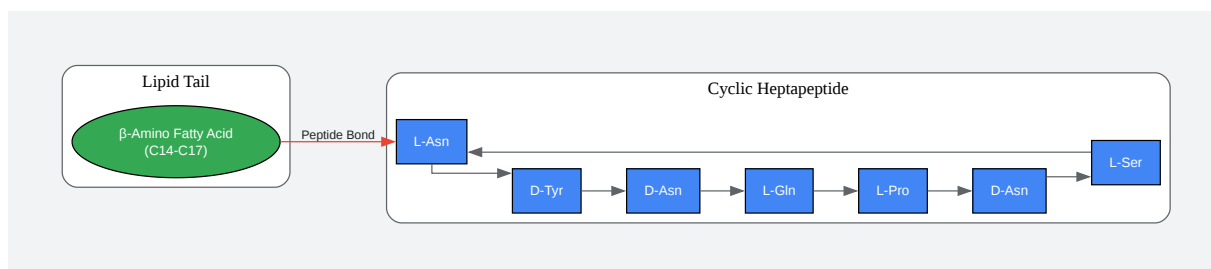 Lipid Tail
β-Amino Fatty Acid
(C14-C17)
Peptide Bond
Cyclic Heptapeptide
L-Asn
D-Tyr
D-Asn
L-Gln
L-Pro
D-Asn
L-Ser